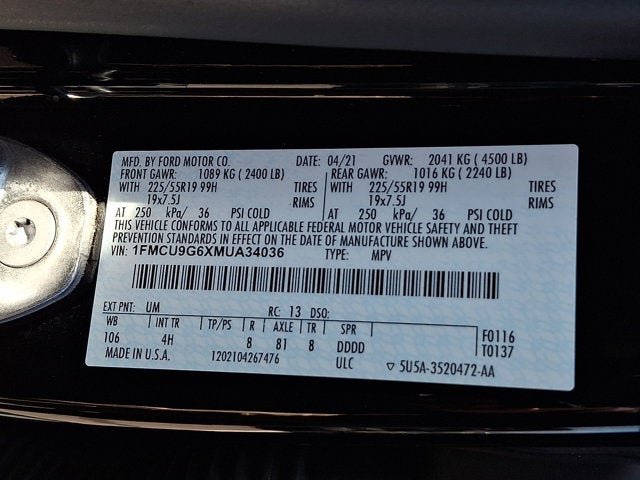 MFD. BY FORD MOTOR CO. DATE: 04/21 GVWR: 2041 KG ( 4500 LB)
FRONT GAWR: 1089 KG ( 2400 LB) REAR GAWR: 1016 KG ( 2240 LB)
WITH 225/55R19 99H TIRES WITH 225/55R19 99H TIRES
19x7.5J RIMS 19x7.5J RIMS
AT 250 kPa/ 36 PSI COLD AT 250 kPa/ 36 PSI COLD
THIS VEHICLE CONFORMS TO ALL APPLICABLE FEDERAL MOTOR VEHICLE SAFETY AND THEFT
PREVENTION STANDARDS IN EFFECT ON THE DATE OF MANUFACTURE SHOWN ABOVE.
VIN: 1FMCU9G6XMUA34036 TYPE: MPV
EXT PNT: UM RC: 13 DSO:
WB INT TR TP/PS R AXLE TR SPR F0116
106 4H 8 81 8 DDDD T0137
MADE IN U.S.A. 1202104267476 ULC ▽ 5U5A-3520472-AA